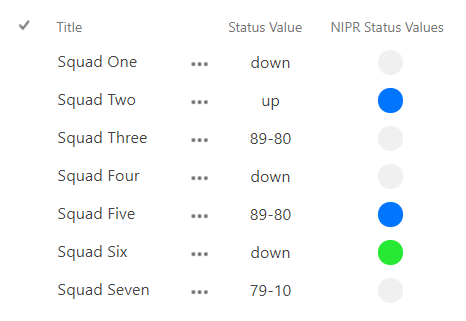 Title Status Value NIPR Status Values
Squad One ••• down
Squad Two ••• up
Squad Three ••• 89-80
Squad Four ••• down
Squad Five ••• 89-80
Squad Six ••• down
Squad Seven ••• 79-10